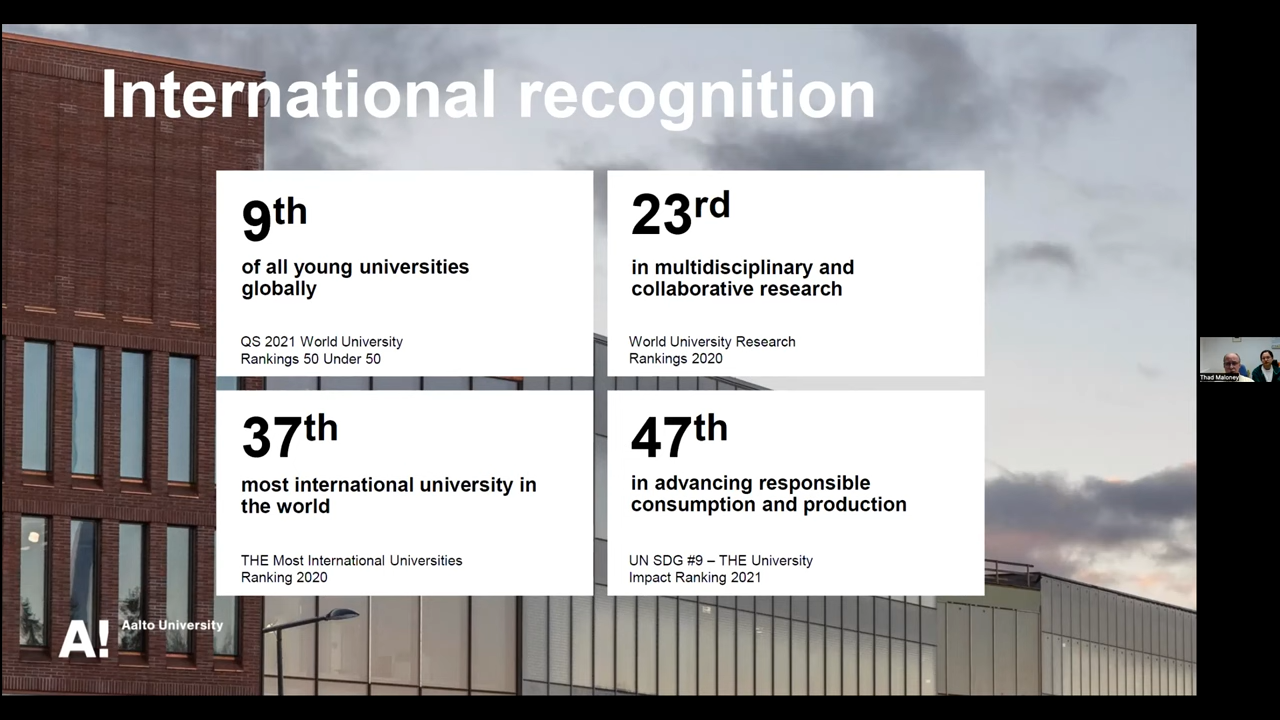 International recognition
9th
of all young universities
globally
QS 2021 World University
Rankings 50 Under 50
23rd
in multidisciplinary and
collaborative research
World University Research
Rankings 2020
37th
most international university in
the world
THE Most International Universities
Ranking 2020
47th
in advancing responsible
consumption and production
UN SDG #9 – THE University
Impact Ranking 2021
A! Aalto University
Thad Maloney